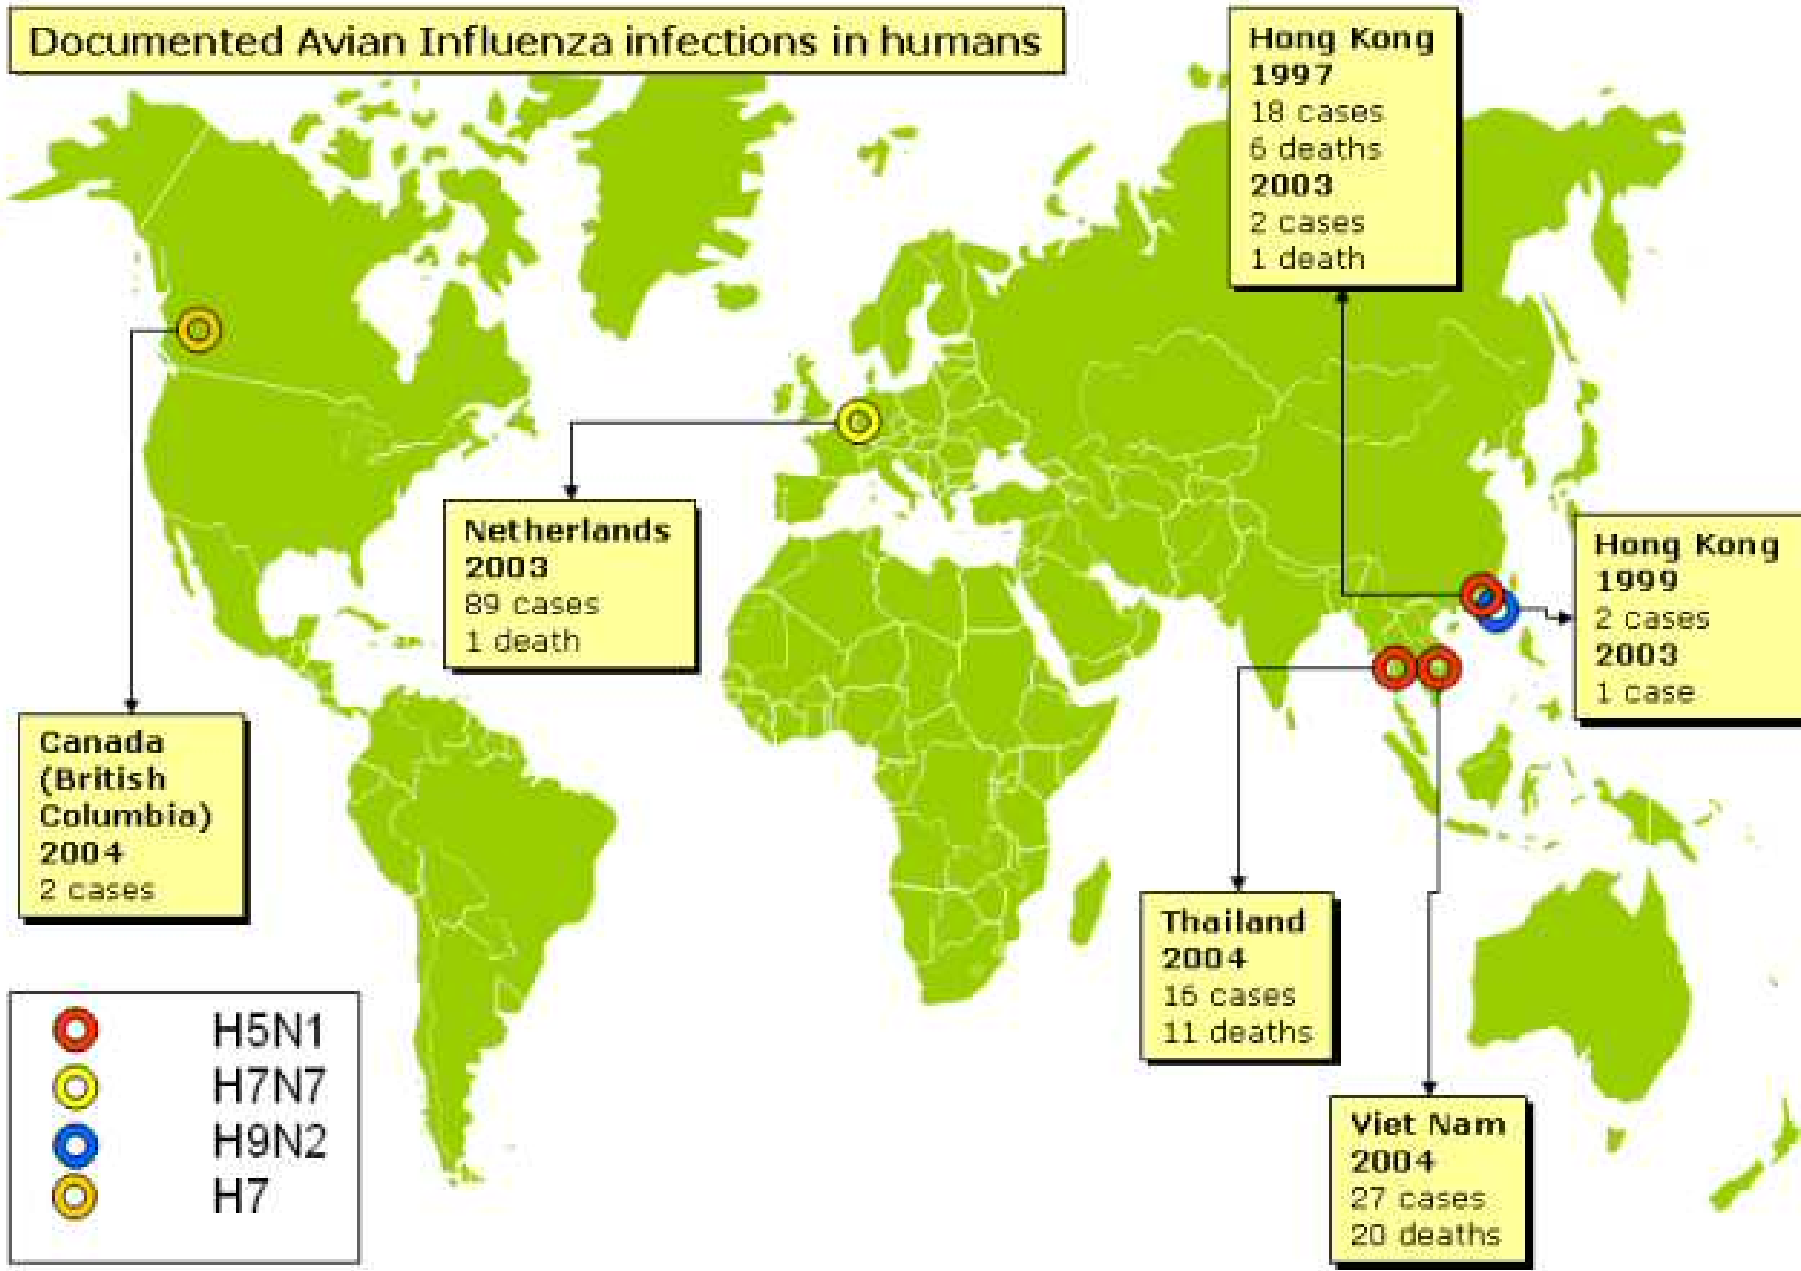 Documented Avian Influenza infections in humans
Hong Kong
1997
18 cases
6 deaths
2003
2 cases
1 death
Netherlands
2003
89 cases
1 death
Hong Kong
1999
2 cases
2003
1 case
Canada
(British
Columbia)
2004
2 cases
Thailand
2004
16 cases
11 deaths
Viet Nam
2004
27 cases
20 deaths
H5N1
H7N7
H9N2
H7